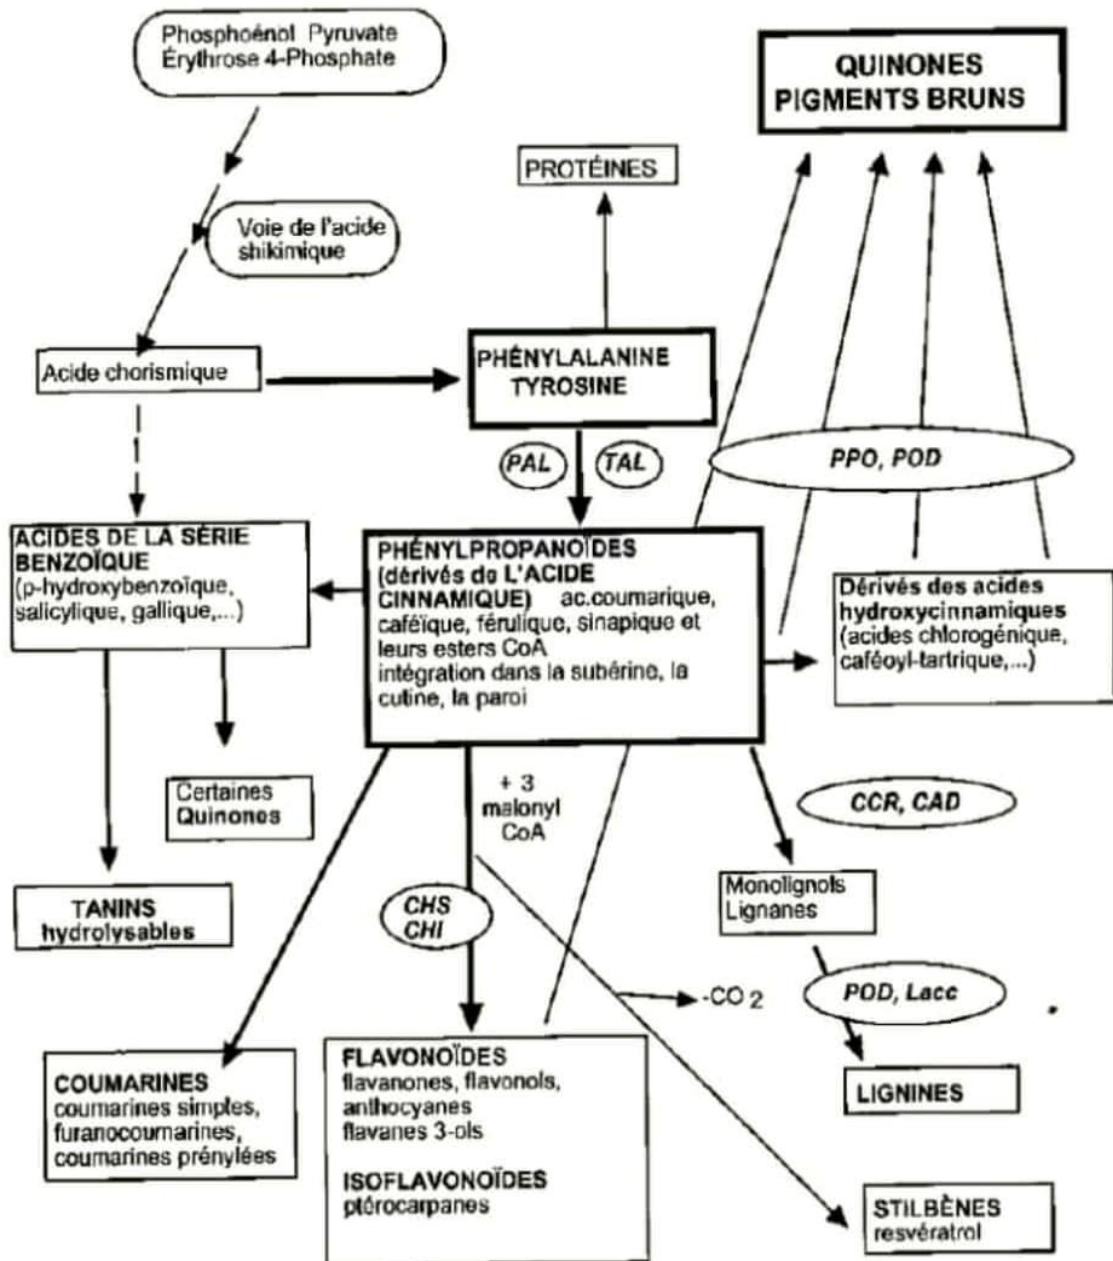 Phosphoénol Pyruvate
Érythrose 4-Phosphate
QUINONES
PIGMENTS BRUNS
PROTÉINES
Voie de l'acide
shikimique
Acide chorismique
PHÉNYLALANINE
TYROSINE
PAL
TAL
PPO, POD
ACIDES DE LA SÉRIE
BENZOÏQUE
(p-hydroxybenzoïque,
salicylique, gallique,...)
PHÉNYLPROPANOÏDES
(dérivés de L'ACIDE
CINNAMIQUE) ac.coumarique,
caféïque, férulique, sinapique et
leurs esters CoA
intégration dans la subérine, la
cutine, la paroi
Dérivés des acides
hydroxycinnamiques
(acides chlorogénique,
caféoyl-tartrique,...)
Certaines
Quinones
+ 3
malonyl
CoA
CCR, CAD
TANINS
hydrolysables
CHS
CHI
Monolignols
Lignanes
-CO 2
POD, Lacc
COUMARINES
coumarines simples,
furanocoumarines,
coumarines prénylées
FLAVONOÏDES
flavanones, flavonols,
anthocyanes
flavanes 3-ols
ISOFLAVONOÏDES
ptérocarpanes
LIGNINES
STILBÈNES
resvératrol